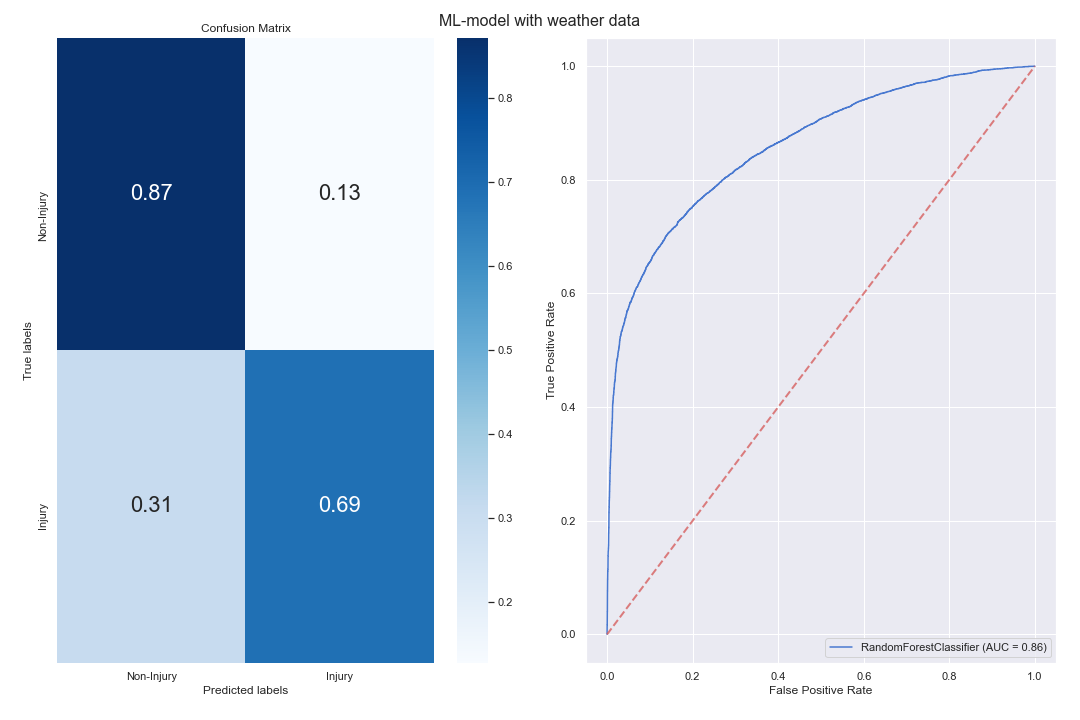 ML-model with weather data
Confusion Matrix
True labels
Non-Injury
Injury
0.87
0.13
0.31
0.69
Non-Injury
Injury
Predicted labels
0.8
0.7
0.6
0.5
0.4
0.3
0.2
True Positive Rate
1.0
0.8
0.6
0.4
0.2
0.0
RandomForestClassifier (AUC = 0.86)
0.0
0.2
0.4
0.6
0.8
1.0
False Positive Rate